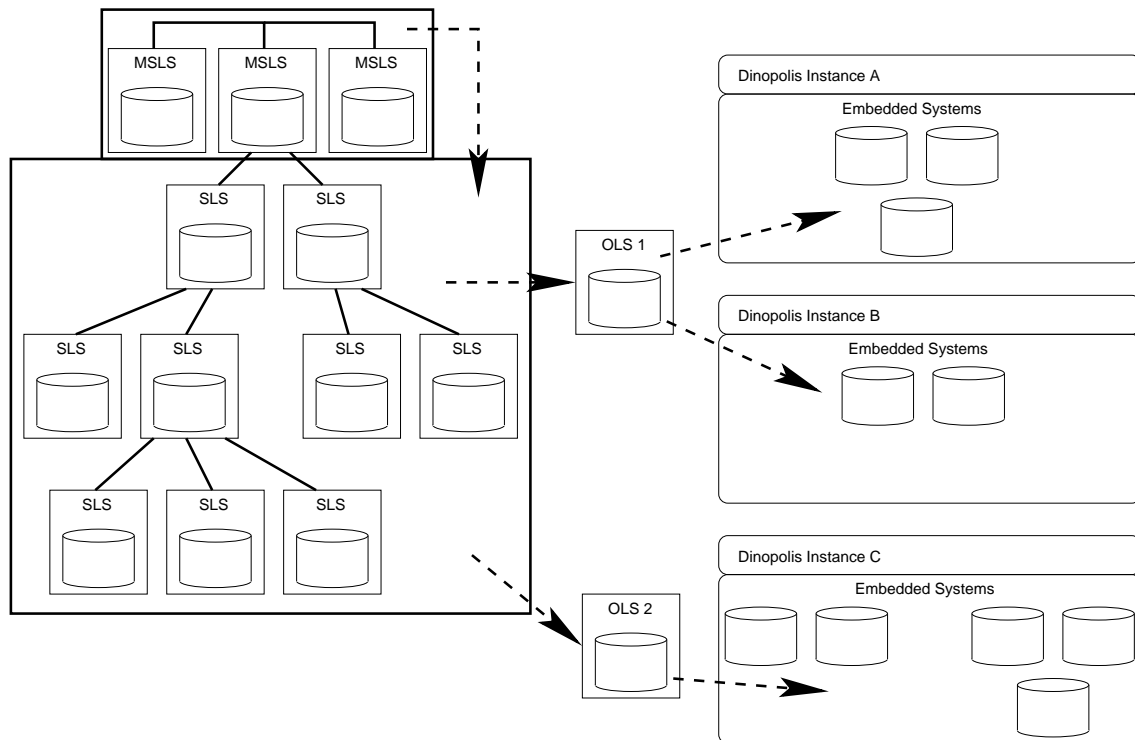 MSLS MSLS MSLS
SLS SLS
SLS SLS SLS SLS
SLS SLS SLS
OLS 1
OLS 2
Dinopolis Instance A
Embedded Systems
Dinopolis Instance B
Embedded Systems
Dinopolis Instance C
Embedded Systems